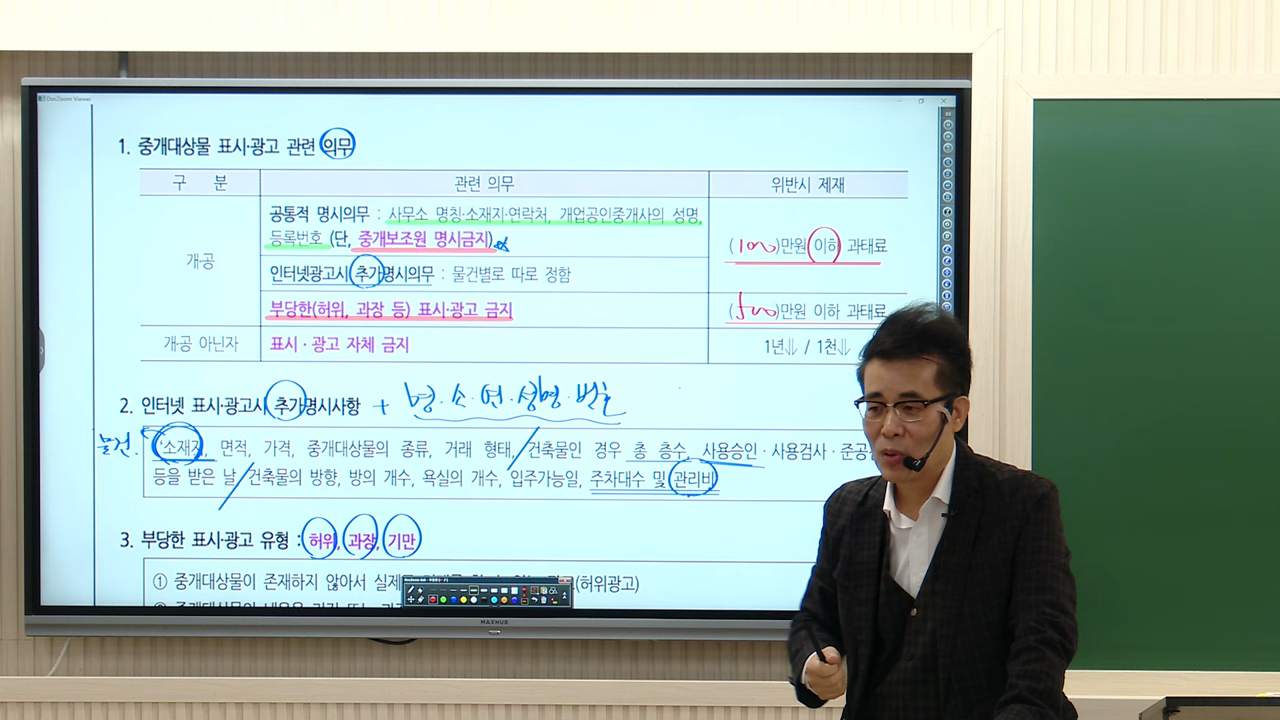 DocZoom Viewer
1. 중개대상물 표시·광고 관련 의무
구 분 관련 의무 위반시 제재
개·공 공통적 명시의무 : 사무소 명칭·소재지·연락처, 개업공인중개사의 성명,
등록번호 (단, 중개보조원 명시금지) (100)만원 이하 과태료
인터넷광고시 추가명시의무 : 물건별로 따로 정함
부당한(허위, 과장 등) 표시·광고 금지 (500)만원 이하 과태료
개·공 아닌자 표시·광고 자체 금지 1년⇓ / 1천⇓
2. 인터넷 표시·광고시 추가명시사항 + 명·소·연·성명·번호
물건. 소재지, 면적, 가격, 중개대상물의 종류, 거래 형태, 건축물인 경우 총 층수, 사용승인·사용검사·준공
등을 받은 날 건축물의 방향, 방의 개수, 욕실의 개수, 입주가능일, 주차대수 및 관리비
3. 부당한 표시·광고 유형 : 허위, 과장, 기만
① 중개대상물이 존재하지 않아서 실제 (허위광고)
MAXHUB